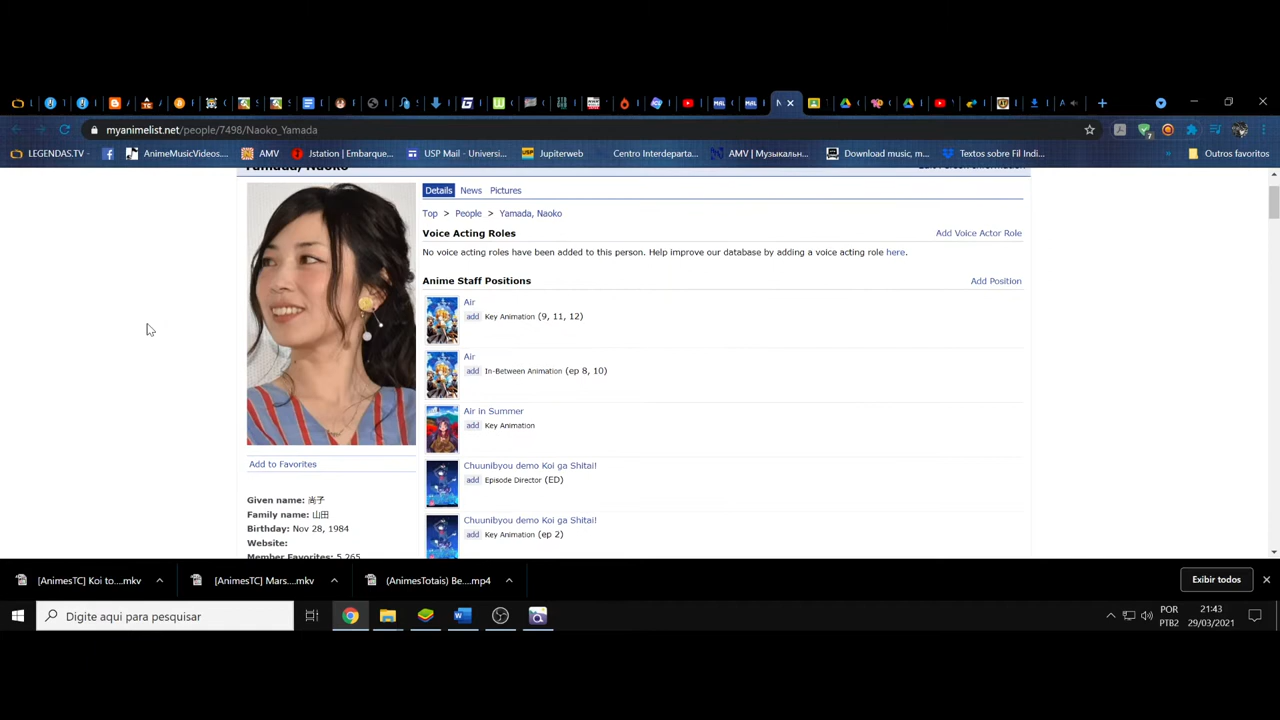 myanimelist.net/people/7498/Naoko_Yamada
LEGENDAS.TV -
AnimeMusicVideos....
AMV
Jstation | Embarque...
USP Mail - Universi...
Jupiterweb
Centro Interdeparta...
AMV | Музыкальн...
Download music, m...
Textos sobre Fil Indi...
»
Outros favoritos
Yamada, Naoko
Details News Pictures
Top > People > Yamada, Naoko
Voice Acting Roles
Add Voice Actor Role
No voice acting roles have been added to this person. Help improve our database by adding a voice acting role here.
Anime Staff Positions
Add Position
Air
add Key Animation (9, 11, 12)
Air
add In-Between Animation (ep 8, 10)
Air in Summer
add Key Animation
Chuunibyou demo Koi ga Shitai!
add Episode Director (ED)
Chuunibyou demo Koi ga Shitai!
add Key Animation (ep 2)
Add to Favorites
Given name: 尚子
Family name: 山田
Birthday: Nov 28, 1984
Website:
Member Favorites: 5,265
[AnimesTC] Koi to....mkv
[AnimesTC] Mars....mkv
(AnimesTotais) Be....mp4
Exibir todos
Digite aqui para pesquisar
POR
PTB2
21:43
29/03/2021